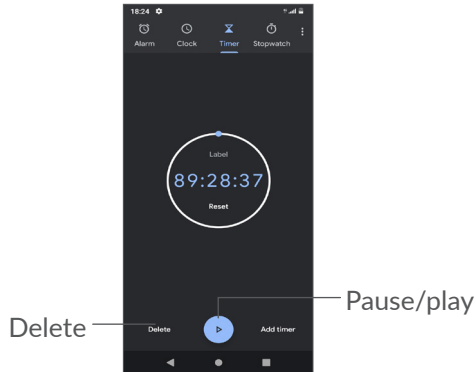 18:24
Alarm Clock Timer Stopwatch
Label
89:28:37
Reset
Pause/play
Delete
Delete Add timer